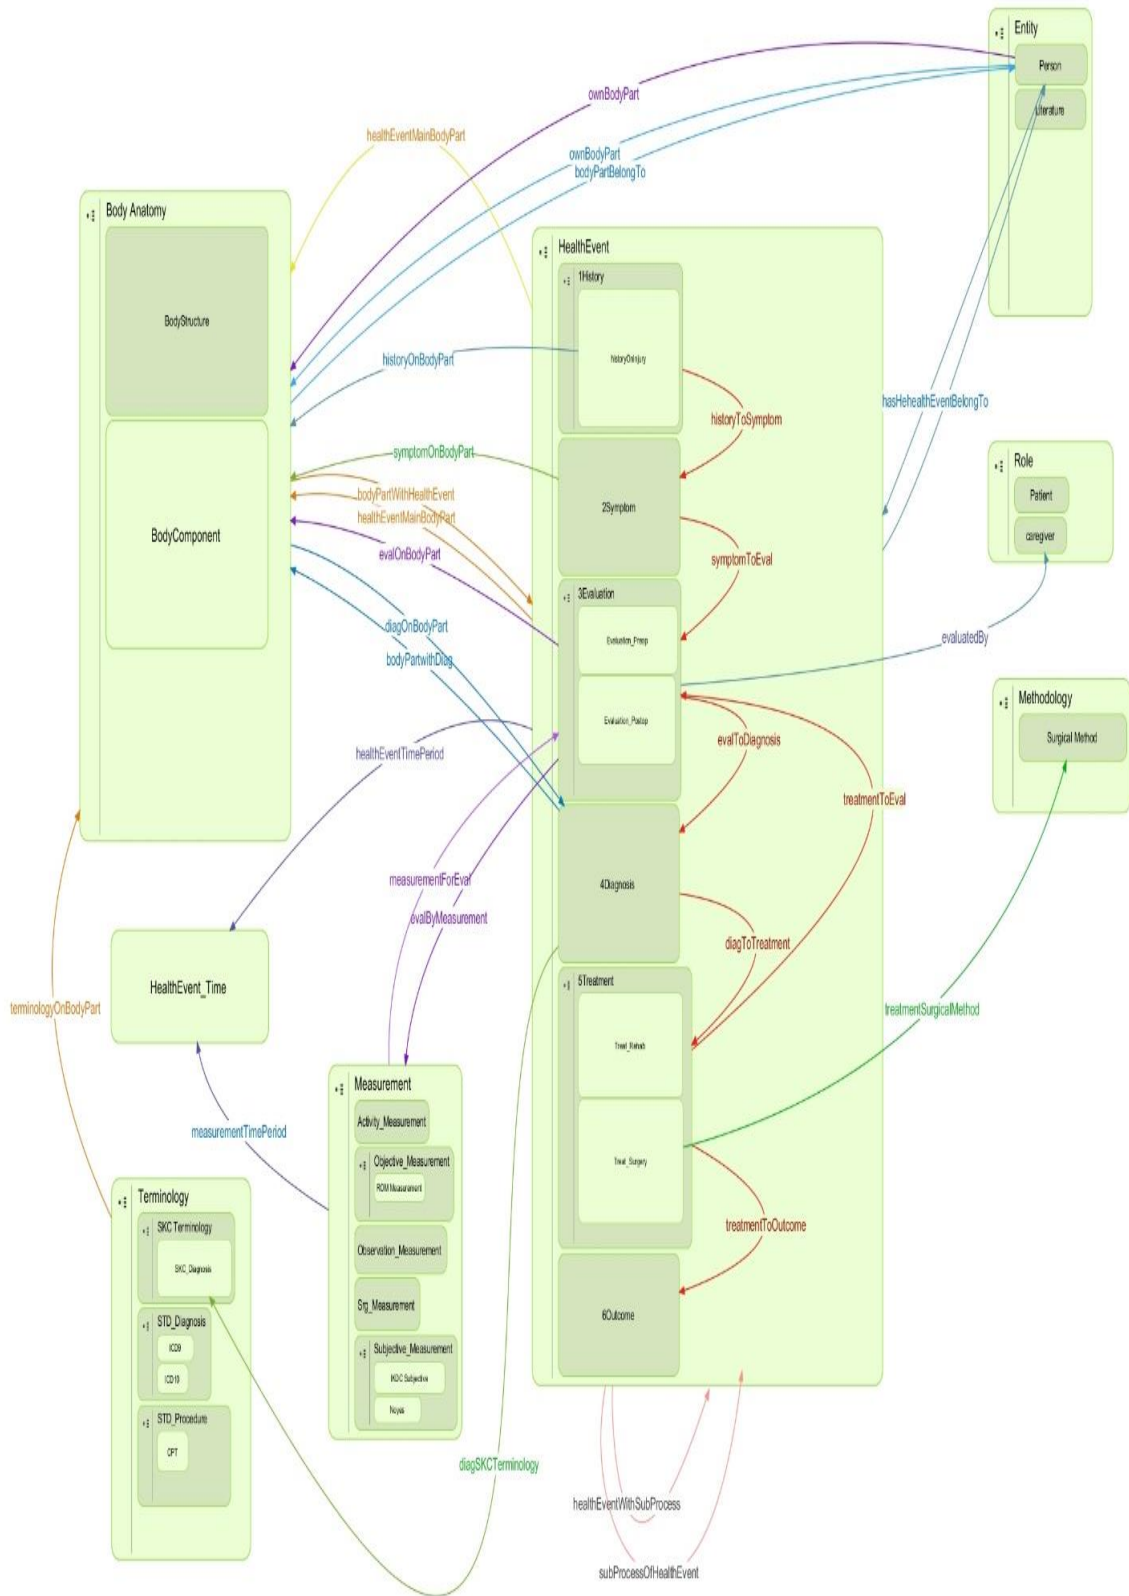 Entity
Person
Literature
ownBodyPart
healthEventMainBodyPart
ownBodyPart
bodyPartBelongTo
Body Anatomy
BodyStructure
BodyComponent
HealthEvent
1History
historyOnInjury
historyOnBodyPart
historyToSymptom
hasHehealthEventBelongTo
symptomOnBodyPart
bodyPartWithHealthEvent
healthEventMainBodyPart
evalOnBodyPart
2Symptom
symptomToEval
Role
Patient
caregiver
3Evaluation
Evaluation_Preop
Evaluation_Postop
diagOnBodyPart
bodyPartwithDiag
evaluatedBy
Methodology
Surgical Method
healthEventTimePeriod
evalToDiagnosis
treatmentToEval
4Diagnosis
measurementForEval
evalByMeasurement
diagToTreatment
HealthEvent_Time
terminologyOnBodyPart
5Treatment
Treat_Rehab
Treat_Surgery
treatmentSurgicalMethod
measurementTimePeriod
Measurement
Activity_Measurement
Objective_Measurement
ROM Measurement
Observation_Measurement
Srg_Measurement
Subjective_Measurement
IKDC Subjective
Noyes
Terminology
SKC Terminology
SKC_Diagnosis
STD_Diagnosis
ICD9
ICD10
STD_Procedure
CPT
treatmentToOutcome
6Outcome
diagSKCTerminology
healthEventWithSubProcess
subProcessOfHealthEvent